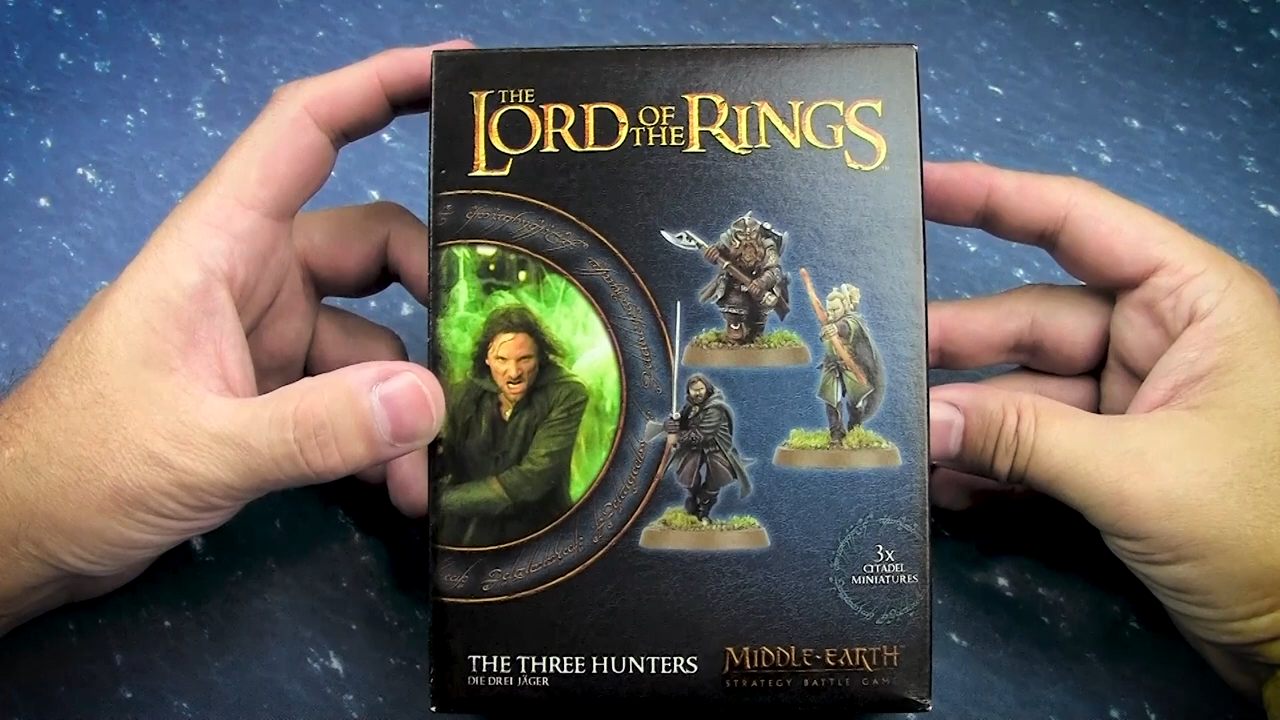 THE
LORD OF THE RINGS
3x
CITADEL
MINIATURES
THE THREE HUNTERS
DIE DREI JÄGER
MIDDLE-EARTH
STRATEGY BATTLE GAME